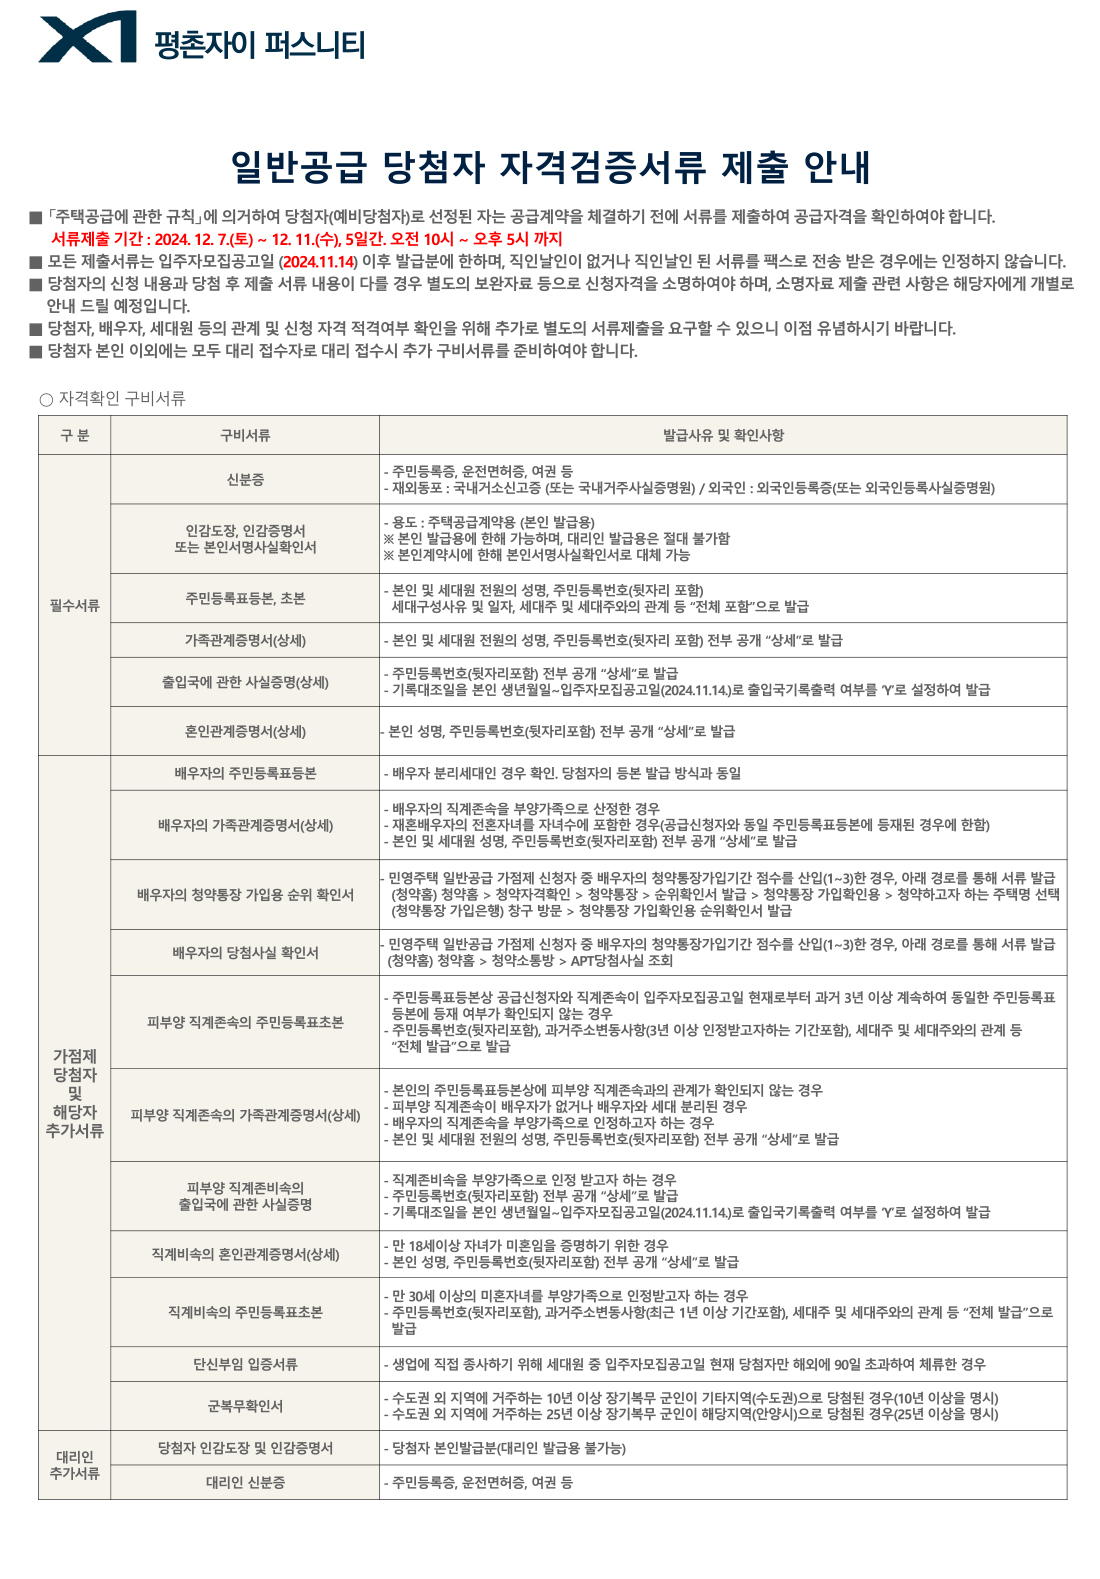 XI 평촌자이 퍼스니티
일반공급 당첨자 자격검증서류 제출 안내
■ 「주택공급에 관한 규칙」에 의거하여 당첨자(예비당첨자)로 선정된 자는 공급계약을 체결하기 전에 서류를 제출하여 공급자격을 확인하여야 합니다.
서류제출 기간 : 2024. 12. 7.(토) ~ 12. 11.(수), 5일간. 오전 10시 ~ 오후 5시 까지
■ 모든 제출서류는 입주자모집공고일 (2024.11.14) 이후 발급분에 한하며, 직인날인이 없거나 직인날인 된 서류를 팩스로 전송 받은 경우에는 인정하지 않습니다.
■ 당첨자의 신청 내용과 당첨 후 제출 서류 내용이 다를 경우 별도의 보완자료 등으로 신청자격을 소명하여야 하며, 소명자료 제출 관련 사항은 해당자에게 개별로
안내 드릴 예정입니다.
■ 당첨자, 배우자, 세대원 등의 관계 및 신청 자격 적격여부 확인을 위해 추가로 별도의 서류제출을 요구할 수 있으니 이점 유념하시기 바랍니다.
■ 당첨자 본인 이외에는 모두 대리 접수자로 대리 접수시 추가 구비서류를 준비하여야 합니다.
○ 자격확인 구비서류
구 분
구비서류
발급사유 및 확인사항
필수서류
신분증
- 주민등록증, 운전면허증, 여권 등
- 재외동포 : 국내거소신고증 (또는 국내거주사실증명원) / 외국인 : 외국인등록증(또는 외국인등록사실증명원)
인감도장, 인감증명서
또는 본인서명사실확인서
- 용도 : 주택공급계약용 (본인 발급용)
※ 본인 발급용에 한해 가능하며, 대리인 발급용은 절대 불가함
※ 본인계약시에 한해 본인서명사실확인서로 대체 가능
주민등록표등본, 초본
- 본인 및 세대원 전원의 성명, 주민등록번호(뒷자리 포함)
세대구성사유 및 일자, 세대주 및 세대주와의 관계 등 “전체 포함”으로 발급
가족관계증명서(상세)
- 본인 및 세대원 전원의 성명, 주민등록번호(뒷자리 포함) 전부 공개 “상세”로 발급
출입국에 관한 사실증명(상세)
- 주민등록번호(뒷자리포함) 전부 공개 “상세”로 발급
- 기록대조일을 본인 생년월일~입주자모집공고일(2024.11.14.)로 출입국기록출력 여부를 ‘Y’로 설정하여 발급
혼인관계증명서(상세)
- 본인 성명, 주민등록번호(뒷자리포함) 전부 공개 “상세”로 발급
가점제
당첨자
및
해당자
추가서류
배우자의 주민등록표등본
- 배우자 분리세대인 경우 확인. 당첨자의 등본 발급 방식과 동일
배우자의 가족관계증명서(상세)
- 배우자의 직계존속을 부양가족으로 산정한 경우
- 재혼배우자의 전혼자녀를 자녀수에 포함한 경우(공급신청자와 동일 주민등록표등본에 등재된 경우에 한함)
- 본인 및 세대원 성명, 주민등록번호(뒷자리포함) 전부 공개 “상세”로 발급
배우자의 청약통장 가입용 순위 확인서
- 민영주택 일반공급 가점제 신청자 중 배우자의 청약통장가입기간 점수를 산입(1~3)한 경우, 아래 경로를 통해 서류 발급
(청약홈) 청약홈 > 청약자격확인 > 청약통장 > 순위확인서 발급 > 청약통장 가입확인용 > 청약하고자 하는 주택명 선택
(청약통장 가입은행) 창구 방문 > 청약통장 가입확인용 순위확인서 발급
배우자의 당첨사실 확인서
- 민영주택 일반공급 가점제 신청자 중 배우자의 청약통장가입기간 점수를 산입(1~3)한 경우, 아래 경로를 통해 서류 발급
(청약홈) 청약홈 > 청약소통방 > APT당첨사실 조회
피부양 직계존속의 주민등록표초본
- 주민등록표등본상 공급신청자와 직계존속이 입주자모집공고일 현재로부터 과거 3년 이상 계속하여 동일한 주민등록표
등본에 등재 여부가 확인되지 않는 경우
- 주민등록번호(뒷자리포함), 과거주소변동사항(3년 이상 인정받고자하는 기간포함), 세대주 및 세대주와의 관계 등
“전체 발급”으로 발급
피부양 직계존속의 가족관계증명서(상세)
- 본인의 주민등록표등본상에 피부양 직계존속과의 관계가 확인되지 않는 경우
- 피부양 직계존속이 배우자가 없거나 배우자와 세대 분리된 경우
- 배우자의 직계존속을 부양가족으로 인정하고자 하는 경우
- 본인 및 세대원 전원의 성명, 주민등록번호(뒷자리포함) 전부 공개 “상세”로 발급
피부양 직계존비속의
출입국에 관한 사실증명
- 직계존비속을 부양가족으로 인정 받고자 하는 경우
- 주민등록번호(뒷자리포함) 전부 공개 “상세”로 발급
- 기록대조일을 본인 생년월일~입주자모집공고일(2024.11.14.)로 출입국기록출력 여부를 ‘Y’로 설정하여 발급
직계비속의 혼인관계증명서(상세)
- 만 18세이상 자녀가 미혼임을 증명하기 위한 경우
- 본인 성명, 주민등록번호(뒷자리포함) 전부 공개 “상세”로 발급
직계비속의 주민등록표초본
- 만 30세 이상의 미혼자녀를 부양가족으로 인정받고자 하는 경우
- 주민등록번호(뒷자리포함), 과거주소변동사항(최근 1년 이상 기간포함), 세대주 및 세대주와의 관계 등 “전체 발급”으로
발급
단신부임 입증서류
- 생업에 직접 종사하기 위해 세대원 중 입주자모집공고일 현재 당첨자만 해외에 90일 초과하여 체류한 경우
군복무확인서
- 수도권 외 지역에 거주하는 10년 이상 장기복무 군인이 기타지역(수도권)으로 당첨된 경우(10년 이상을 명시)
- 수도권 외 지역에 거주하는 25년 이상 장기복무 군인이 해당지역(안양시)으로 당첨된 경우(25년 이상을 명시)
대리인
추가서류
당첨자 인감도장 및 인감증명서
- 당첨자 본인발급분(대리인 발급용 불가능)
대리인 신분증
- 주민등록증, 운전면허증, 여권 등